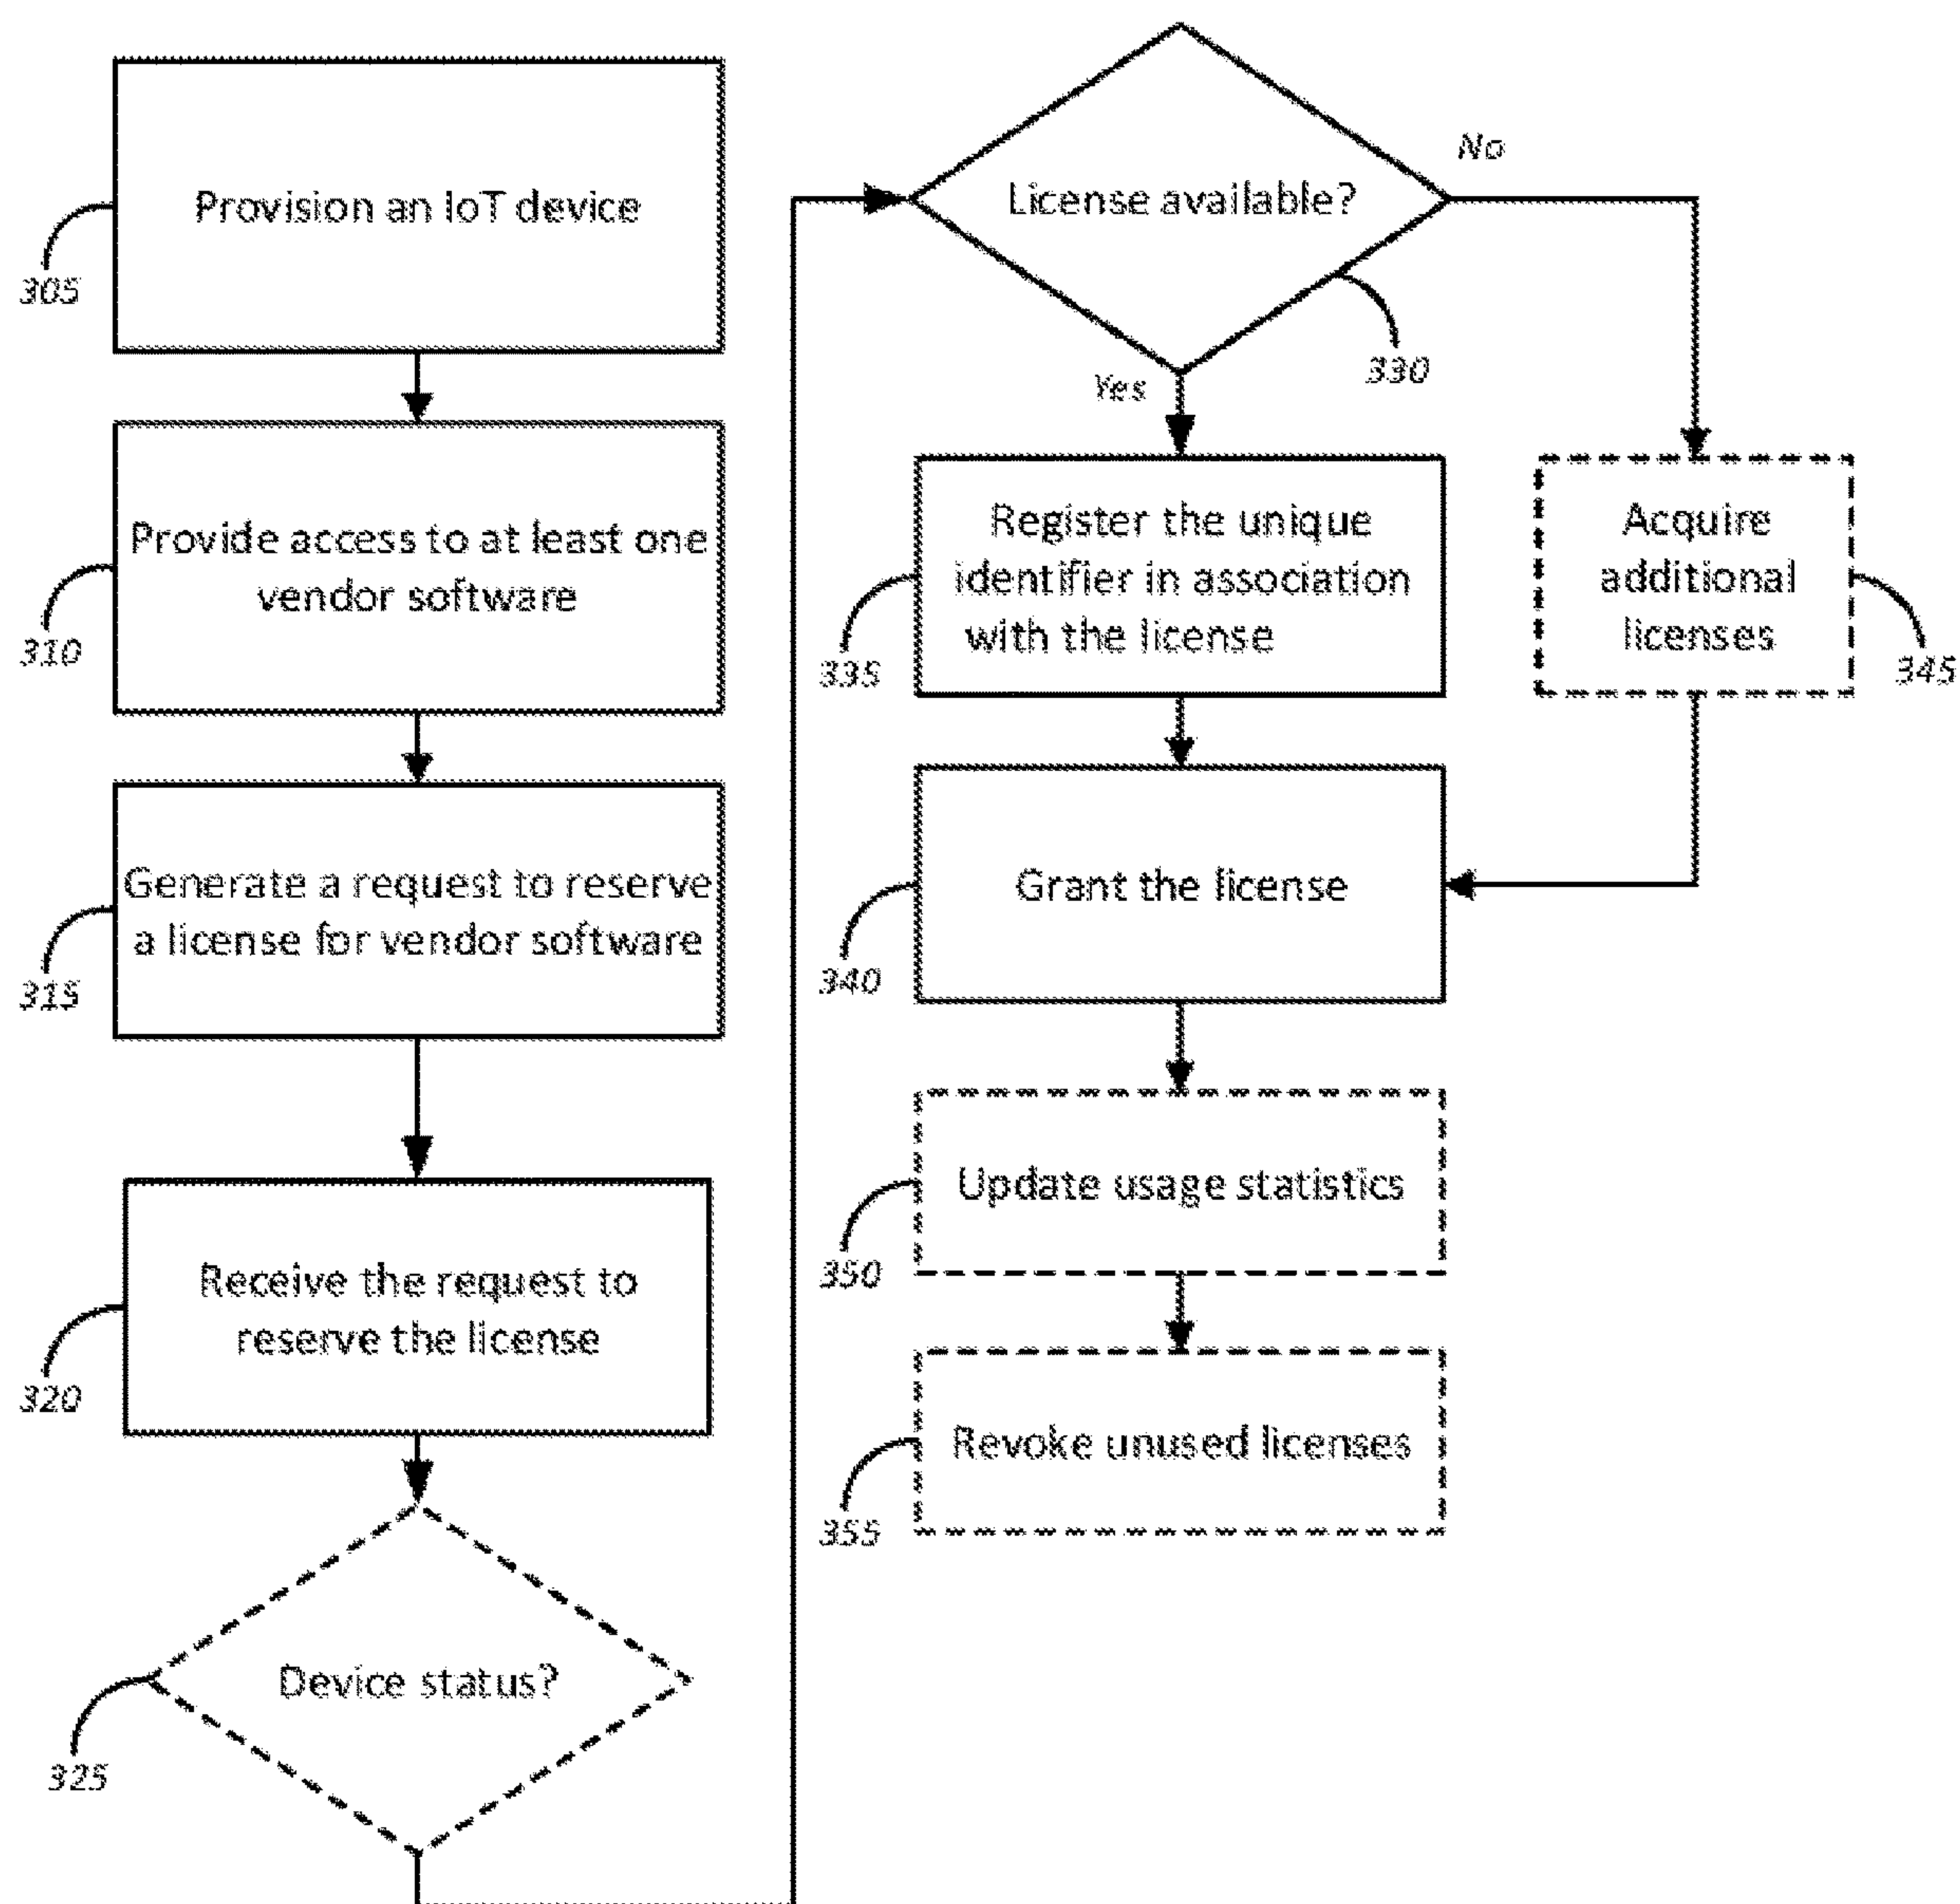 Provision an IoT device
305
Provide access to at least one
vendor software
310
Generate a request to reserve
a license for vendor software
315
Receive the request to
reserve the license
320
Device status?
325
License available?
No
330
Yes
Register the unique
identifier in association
with the license
335
Acquire
additional
licenses
345
Grant the license
340
Update usage statistics
350
Revoke unused licenses
355